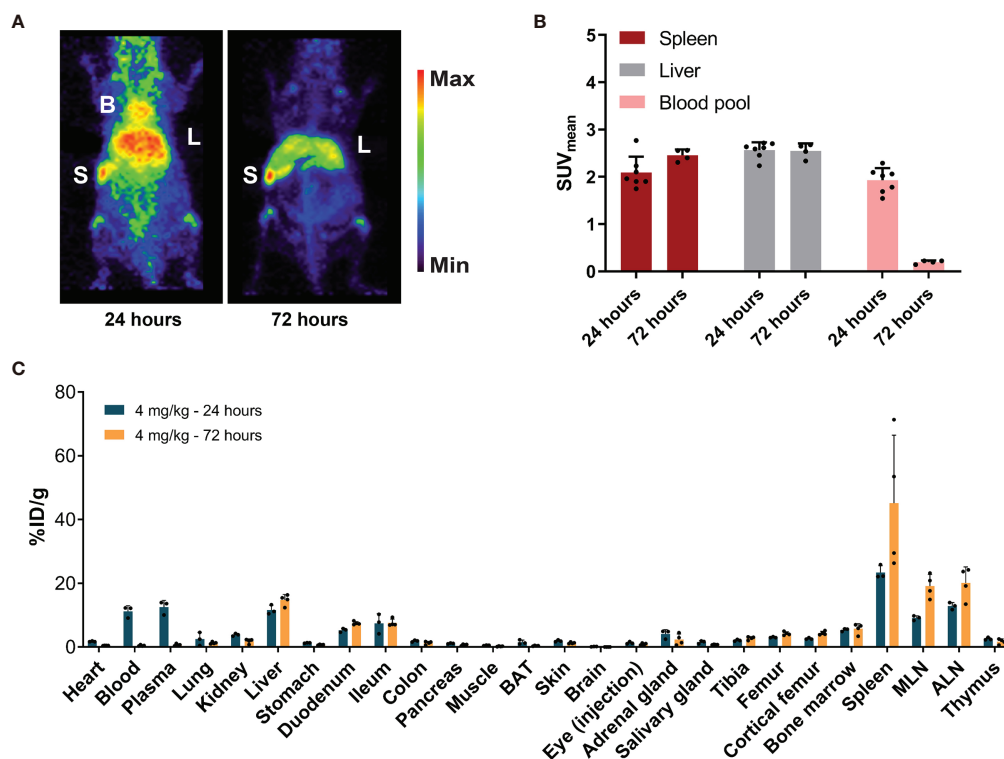 A
B
L
S
24 hours
L
S
72 hours
Max
Min
B
Spleen
Liver
Blood pool
SUVmean
5
4
3
2
1
0
24 hours
72 hours
24 hours
72 hours
24 hours
72 hours
C
%ID/g
80
60
40
20
0
4 mg/kg - 24 hours
4 mg/kg - 72 hours
Heart
Blood
Plasma
Lung
Kidney
Liver
Stomach
Duodenum
Ileum
Colon
Pancreas
Muscle
BAT
Skin
Brain
Eye (injection)
Adrenal gland
Salivary gland
Tibia
Femur
Cortical femur
Bone marrow
Spleen
MLN
ALN
Thymus